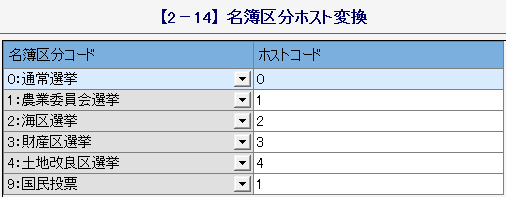 【2－14】名簿区分ホスト変換
名簿区分コード ホストコード
0:通常選挙 0
1:農業委員会選挙 1
2:海区選挙 2
3:財産区選挙 3
4:土地改良区選挙 4
9:国民投票 1